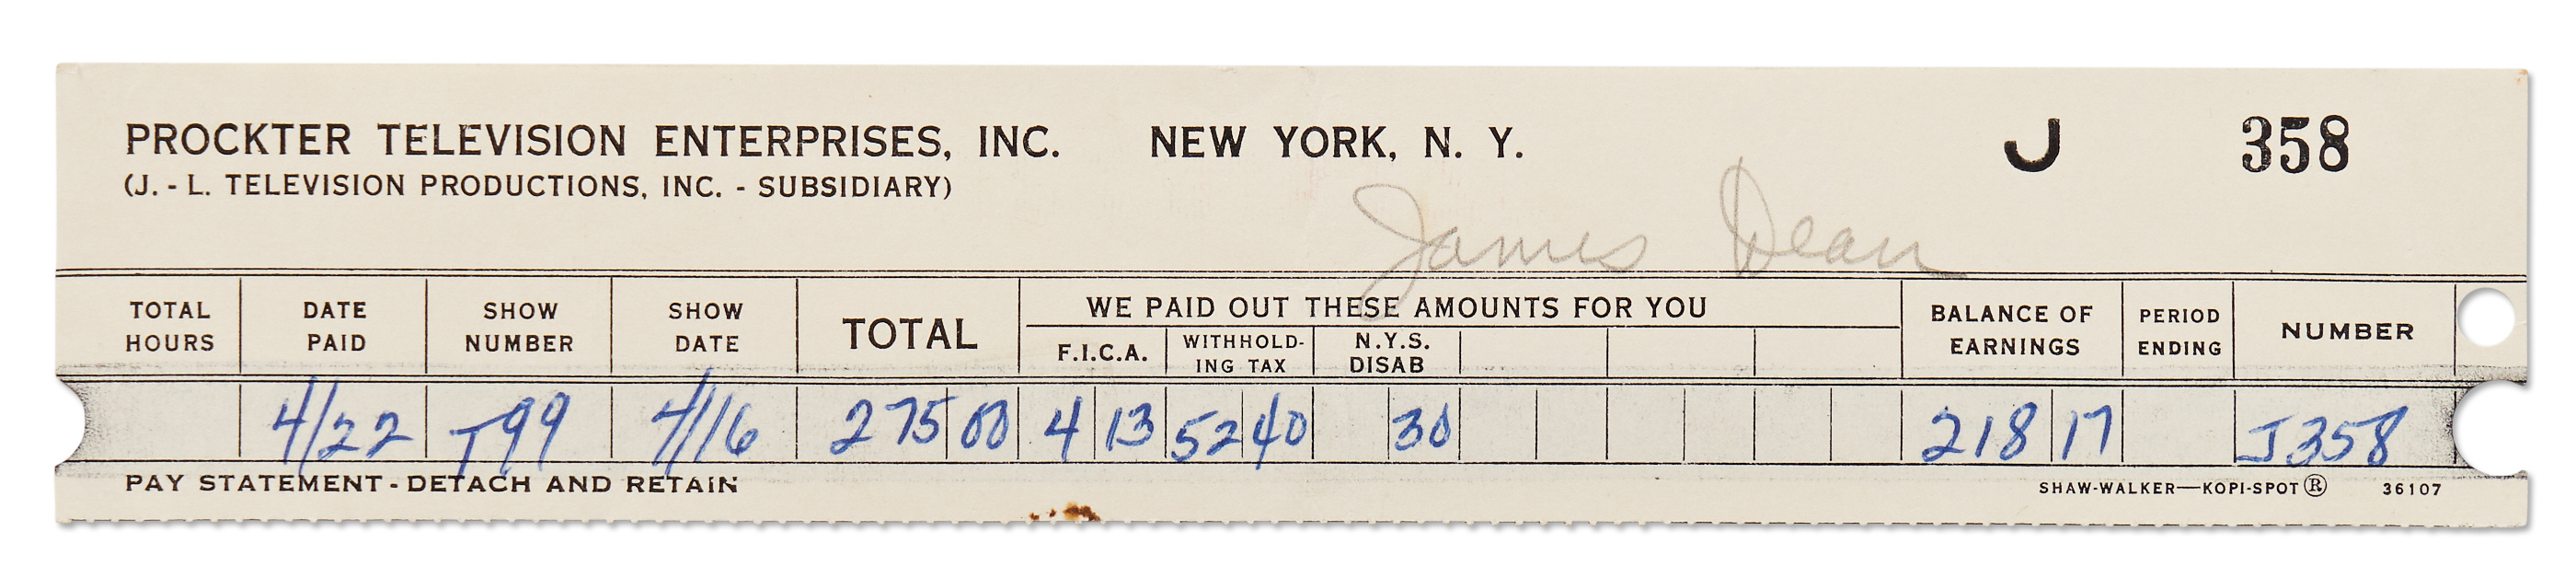 PROCKTER TELEVISION ENTERPRISES, INC. NEW YORK, N. Y. J 358
(J. - L. TELEVISION PRODUCTIONS, INC. - SUBSIDIARY)
James Dean
TOTAL HOURS DATE PAID SHOW NUMBER SHOW DATE TOTAL WE PAID OUT THESE AMOUNTS FOR YOU BALANCE OF EARNINGS PERIOD ENDING NUMBER
F.I.C.A. WITHHOLD-ING TAX N.Y.S. DISAB
4/22 T99 4/16 275 00 4 13 52 40 30 218 17 J358
PAY STATEMENT - DETACH AND RETAIN SHAW-WALKER—KOPI-SPOT ® 36107